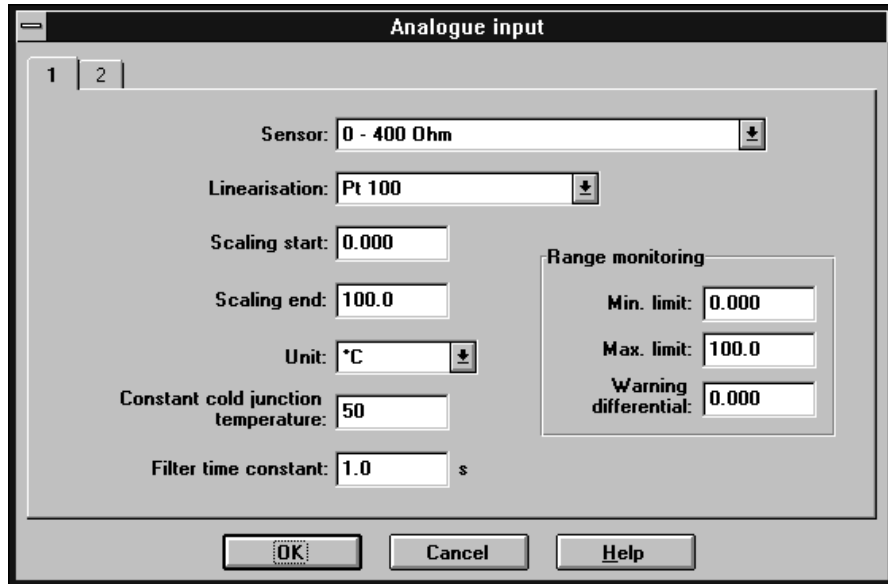 Analogue input
1 2
Sensor: 0 - 400 Ohm
Linearisation: Pt 100
Scaling start: 0.000
Scaling end: 100.0
Unit: °C
Constant cold junction
temperature: 50
Filter time constant: 1.0 s
Range monitoring
Min. limit: 0.000
Max. limit: 100.0
Warning
differential: 0.000
OK Cancel Help